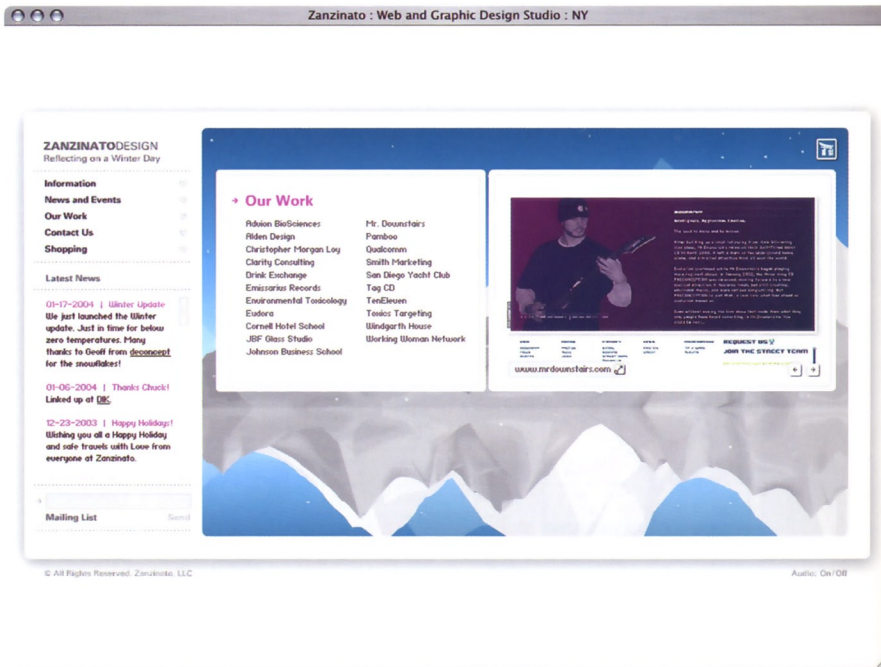 Zanzinato : Web and Graphic Design Studio : NY
ZANZINATODESIGN
Reflecting on a Winter Day
Information
News and Events
Our Work
Contact Us
Shopping
Latest News
01-17-2004 | Winter Update
We just launched the Winter
update. Just in time for below
zero temperatures. Many
thanks to Geoff from deconcept
for the snowflakes!
01-06-2004 | Thanks Chuck!
Linked up at DIK.
12-23-2003 | Happy Holidays!
Wishing you all a Happy Holiday
and safe travels with Love from
everyone at Zanzinato.
Mailing List
Send
→ Our Work
Advion BioSciences
Alden Design
Christopher Morgan Loy
Clarity Consulting
Drink Exchange
Emissarius Records
Environmental Toxicology
Eudora
Cornell Hotel School
JBF Glass Studio
Johnson Business School
Mr. Downstairs
Pamboo
Qualcomm
Smith Marketing
San Diego Yacht Club
Tag CD
TenEleven
Toxics Targeting
Windgarth House
Working Woman Network
REQUEST US
JOIN THE STREET TEAM
www.mrdownstairs.com
© All Rights Reserved. Zanzinato, LLC
Audio: On/Off